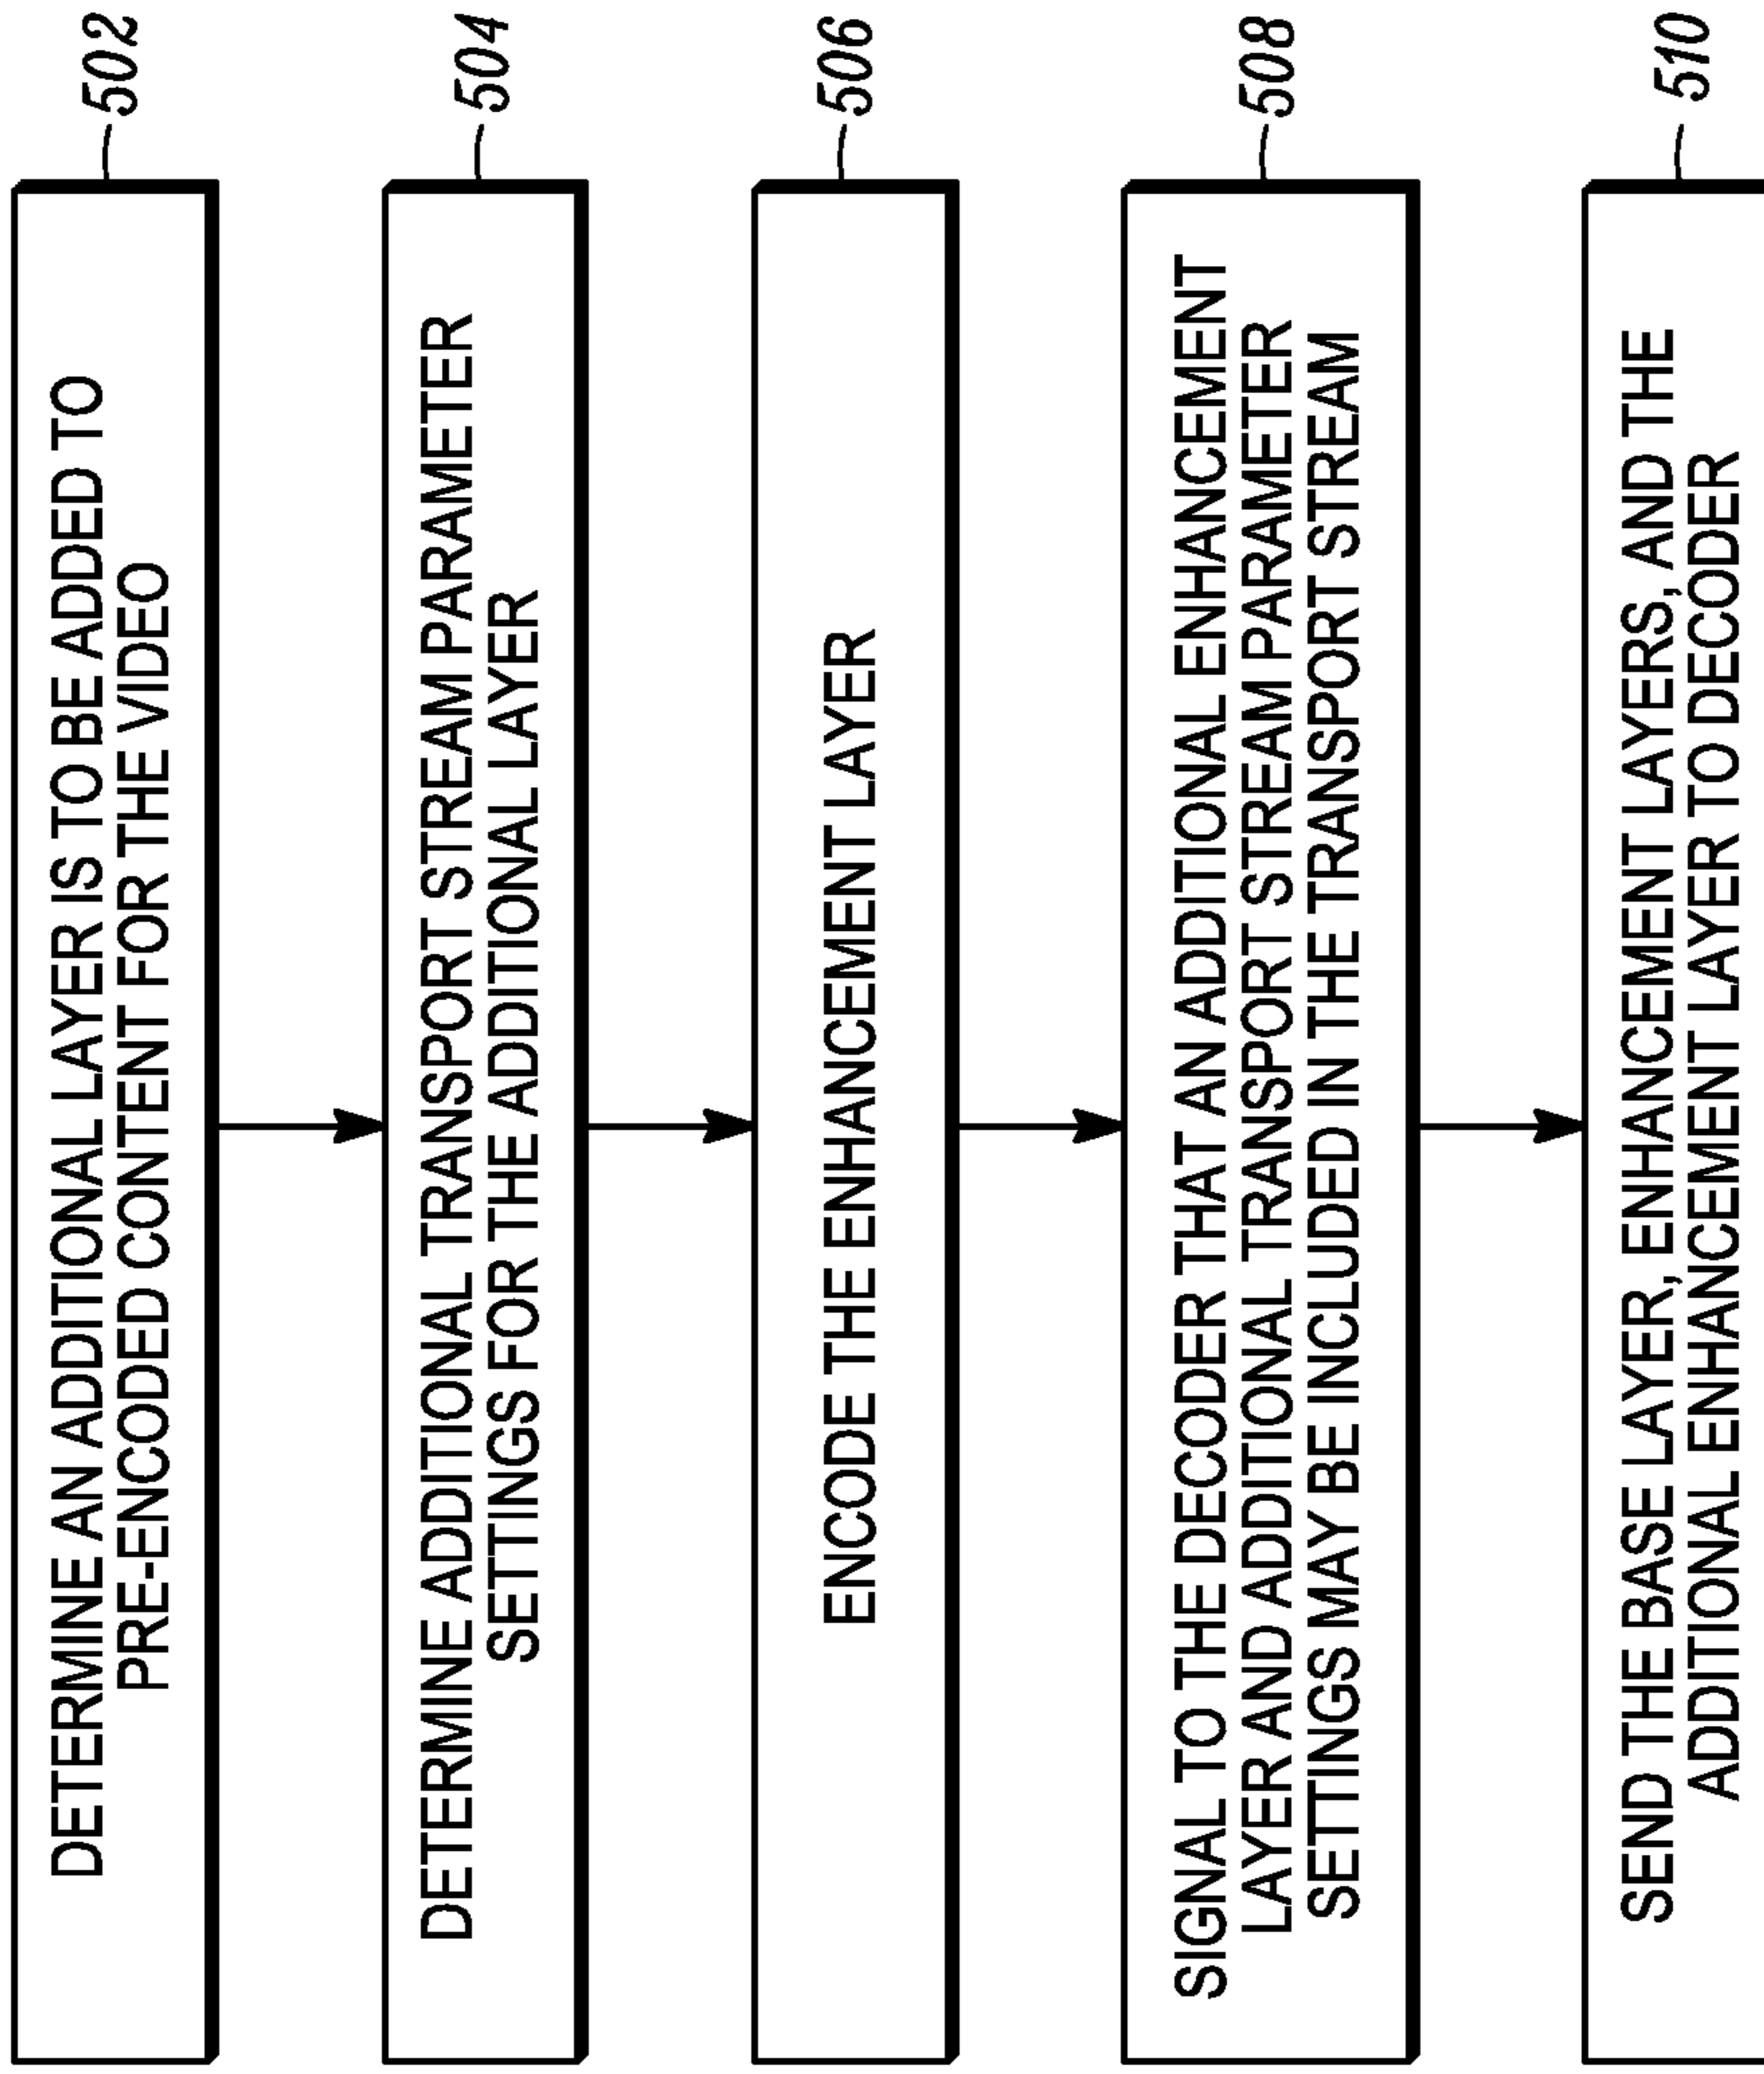 DETERMINE AN ADDITIONAL LAYER IS TO BE ADDED TO
PRE-ENCODED CONTENT FOR THE VIDEO
502
DETERMINE ADDITIONAL TRANSPORT STREAM PARAMETER
SETTINGS FOR THE ADDITIONAL LAYER
504
ENCODE THE ENHANCEMENT LAYER
506
SIGNAL TO THE DECODER THAT AN ADDITIONAL ENHANCEMENT
LAYER AND ADDITIONAL TRANSPORT STREAM PARAMETER
SETTINGS MAY BE INCLUDED IN THE TRANSPORT STREAM
508
SEND THE BASE LAYER, ENHANCEMENT LAYERS, AND THE
ADDITIONAL ENHANCEMENT LAYER TO DECODER
510